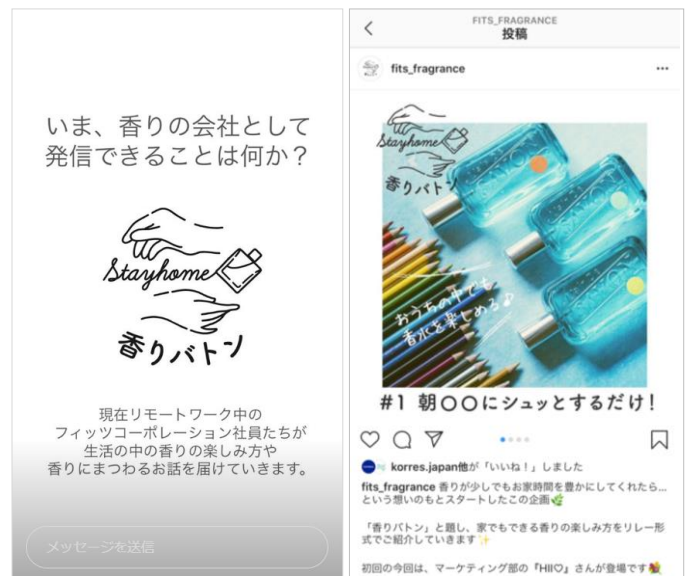 いま、香りの会社として
発信できることは何か？
Stayhome
香りバトン
現在リモートワーク中の
フィッツコーポレーション社員たちが
生活の中の香りの楽しみ方や
香りにまつわるお話を届けていきます。
メッセージを送信
FITS_FRAGRANCE
投稿
fits_fragrance
Stayhome
香りバトン
おうちの中でも
香水を楽しめる♪
#1 朝〇〇にシュッとするだけ！
korres.japan他が「いいね！」しました
fits_fragrance 香りが少しでもお家時間を豊かにしてくれたら…
という想いのもとスタートしたこの企画🌿
「香りバトン」と題し、家でもできる香りの楽しみ方をリレー形
式でご紹介していきます✨
初回の今回は、マーケティング部の『HII♡』さんが登場です💐